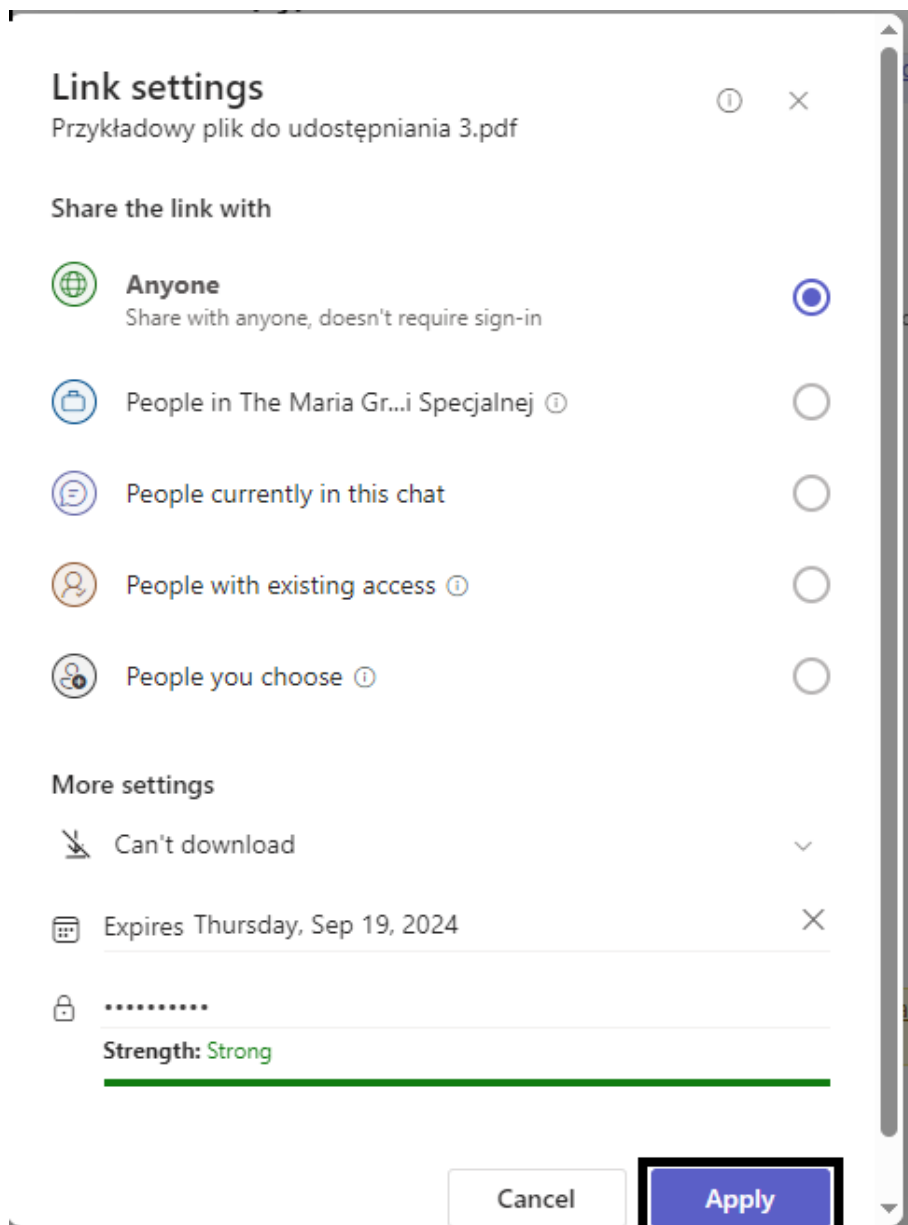 Link settings
Przykładowy plik do udostępniania 3.pdf
Share the link with
Anyone
Share with anyone, doesn't require sign-in
People in The Maria Gr...i Specjalnej
People currently in this chat
People with existing access
People you choose
More settings
Can't download
Expires Thursday, Sep 19, 2024
••••••••••
Strength: Strong
Cancel Apply